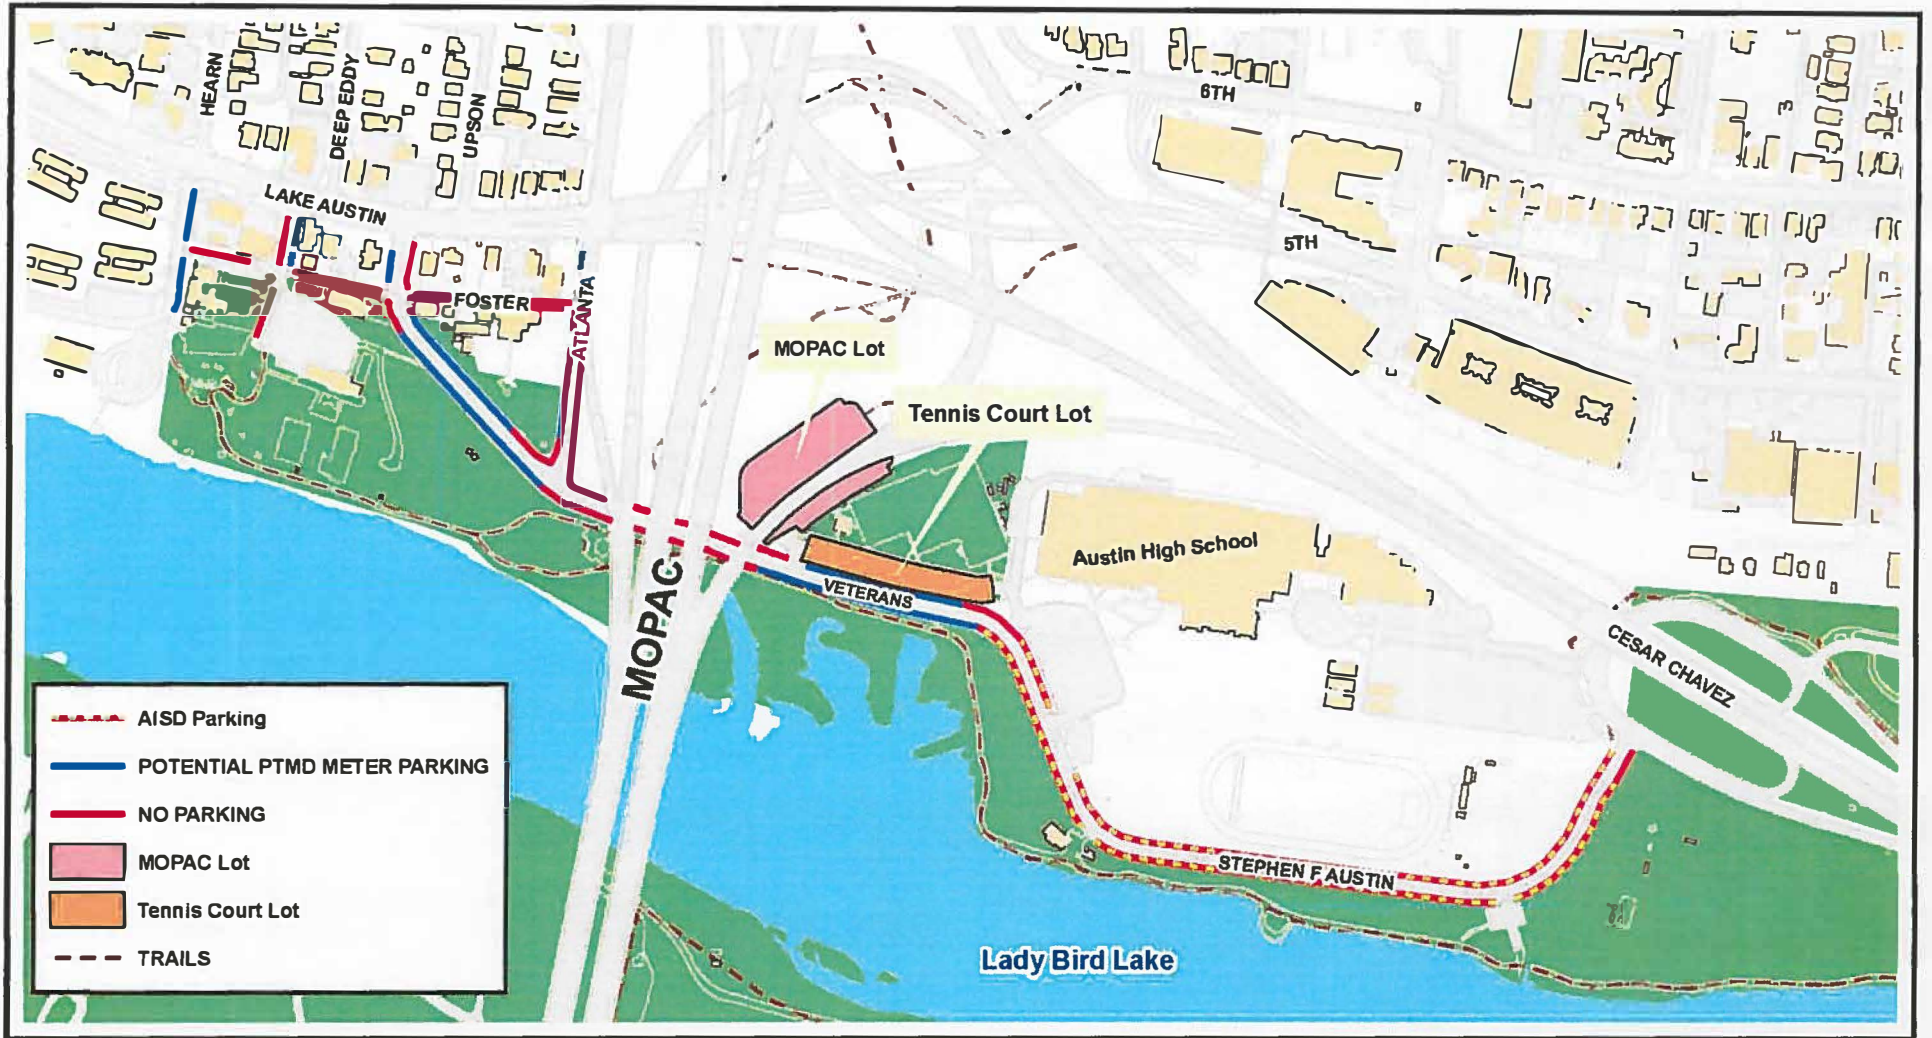 HEARN
DEEP EDDY
UPSON
6TH
LAKE AUSTIN
5TH
FOSTER
ATLANTA
MOPAC Lot
Tennis Court Lot
Austin High School
VETERANS
MOPAC
CESAR CHAVEZ
AISD Parking
POTENTIAL PTMD METER PARKING
NO PARKING
MOPAC Lot
Tennis Court Lot
TRAILS
STEPHEN F AUSTIN
Lady Bird Lake